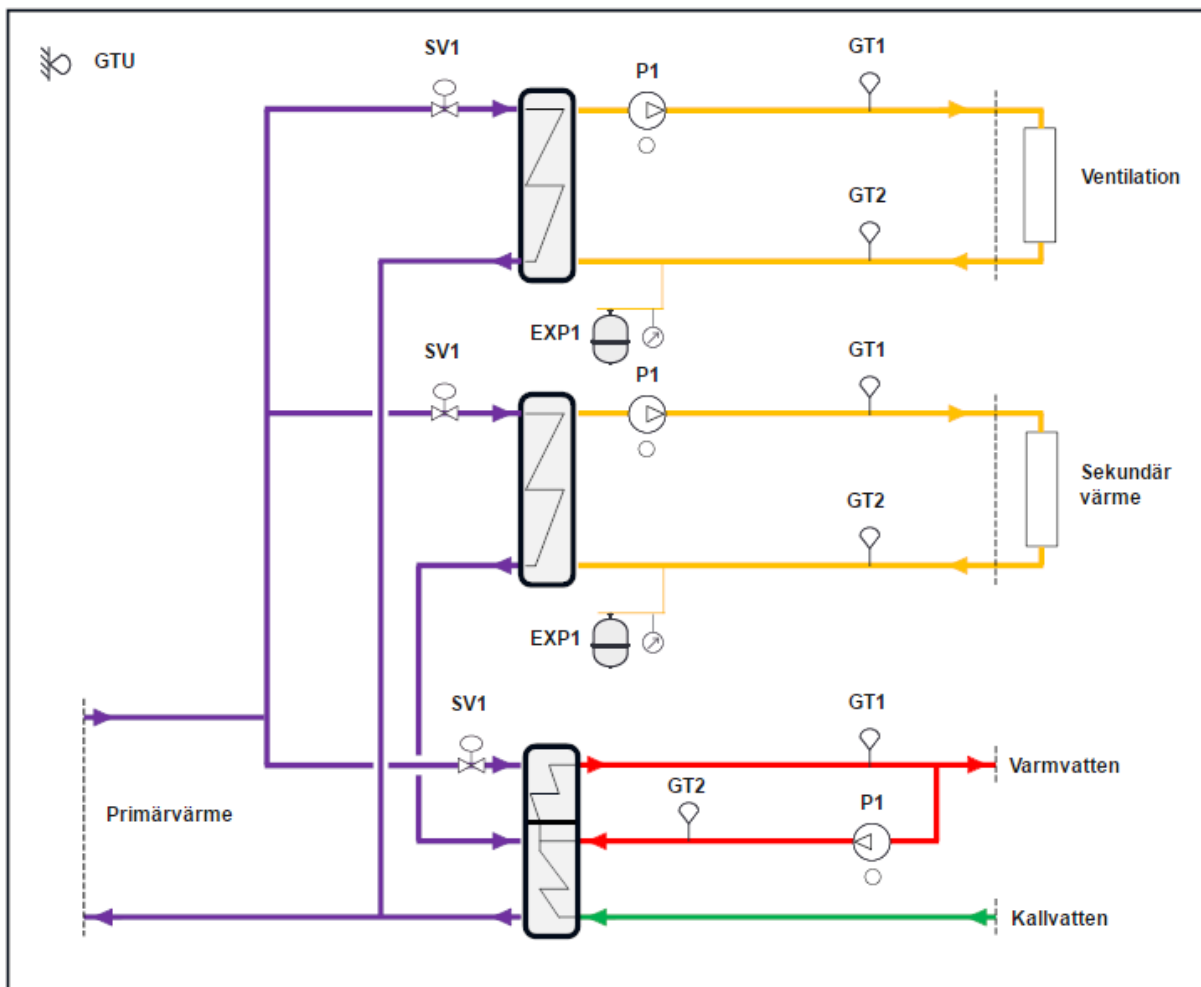 GTU
SV1
P1
GT1
Ventilation
GT2
EXP1
SV1
P1
GT1
Sekundär
värme
GT2
EXP1
SV1
GT1
Varmvatten
GT2
P1
Primärvärme
Kallvatten